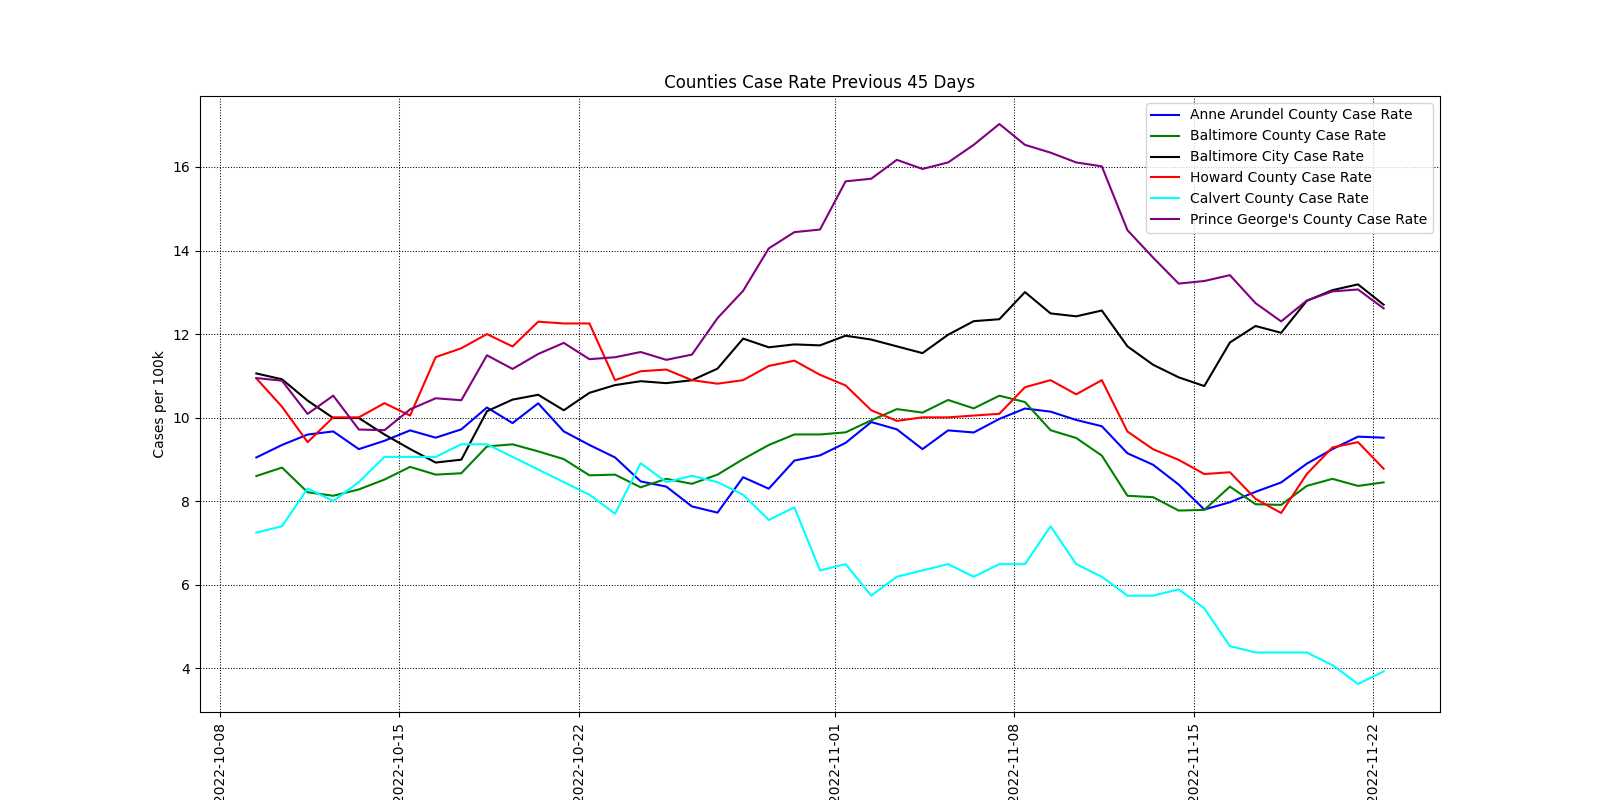 Counties Case Rate Previous 45 Days
Anne Arundel County Case Rate
Baltimore County Case Rate
Baltimore City Case Rate
Howard County Case Rate
Calvert County Case Rate
Prince George's County Case Rate
Cases per 100k
16
14
12
10
8
6
4
2022-10-08
2022-10-15
2022-10-22
2022-11-01
2022-11-08
2022-11-15
2022-11-22